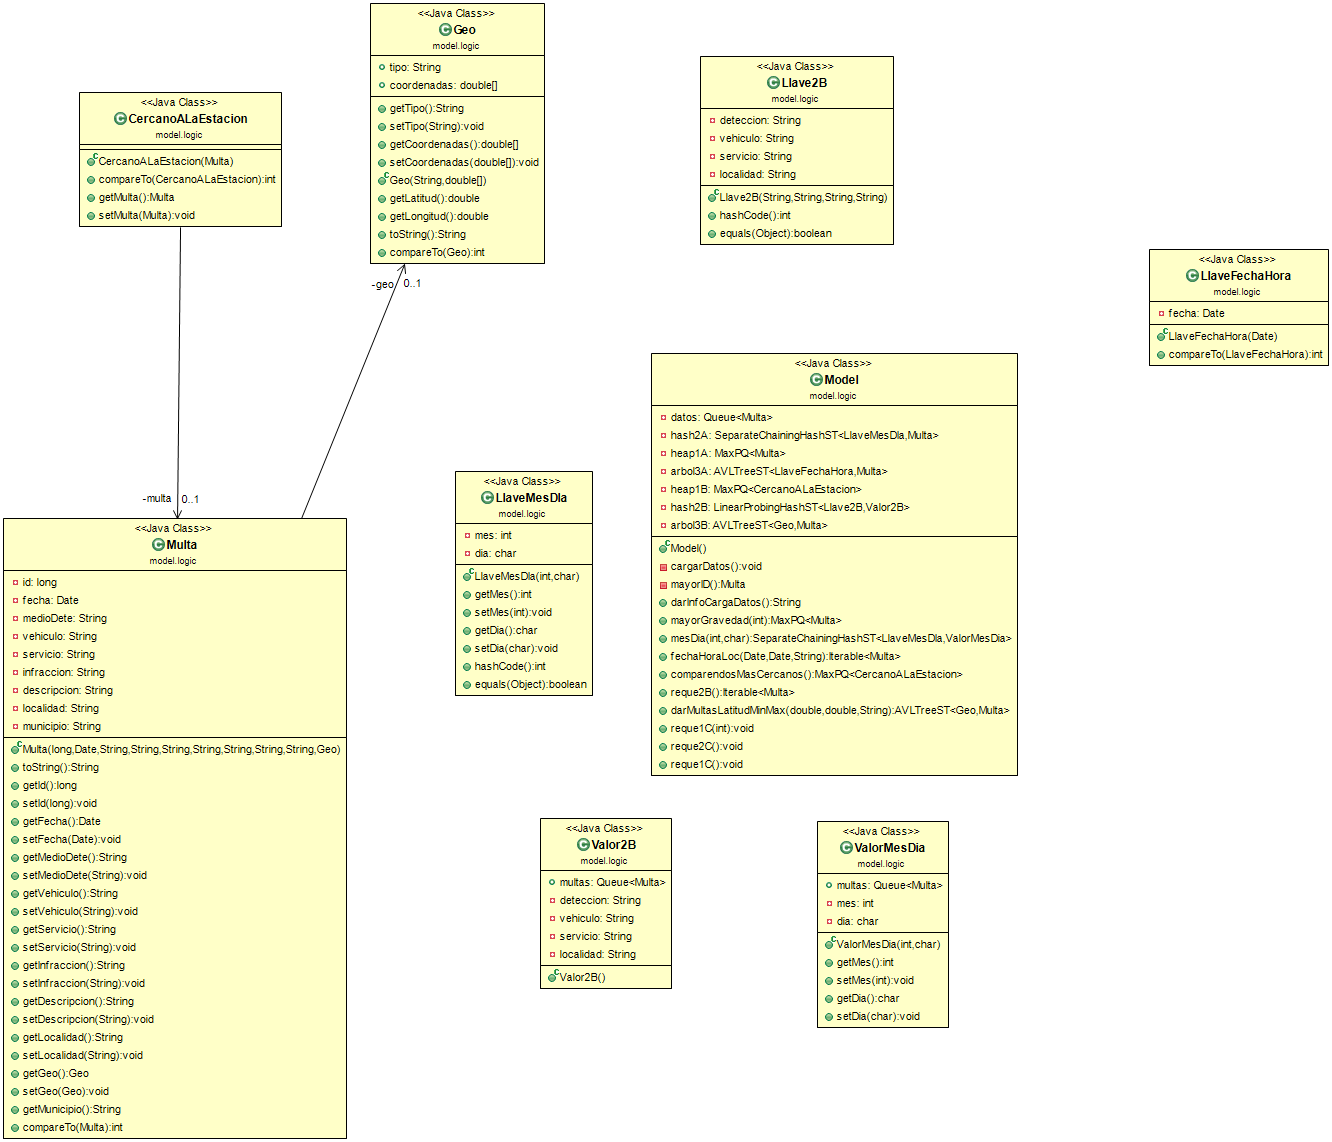 <<Java Class>>
Geo
model.logic
tipo: String
coordenadas: double[]
getTipo():String
setTipo(String):void
getCoordenadas():double[]
setCoordenadas(double[]):void
Geo(String,double[])
getLatitud():double
getLongitud():double
toString():String
compareTo(Geo):int
<<Java Class>>
CercanoALaEstacion
model.logic
CercanoALaEstacion(Multa)
compareTo(CercanoALaEstacion):int
getMulta():Multa
setMulta(Multa):void
<<Java Class>>
Llave2B
model.logic
deteccion: String
vehiculo: String
servicio: String
localidad: String
Llave2B(String,String,String,String)
hashCode():int
equals(Object):boolean
<<Java Class>>
LlaveFechaHora
model.logic
fecha: Date
LlaveFechaHora(Date)
compareTo(LlaveFechaHora):int
-geo
0..1
<<Java Class>>
Model
model.logic
datos: Queue<Multa>
hash2A: SeparateChainingHashST<LlaveMesDIa,Multa>
heap1A: MaxPQ<Multa>
arbol3A: AVLTreeST<LlaveFechaHora,Multa>
heap1B: MaxPQ<CercanoALaEstacion>
hash2B: LinearProbingHashST<Llave2B,Valor2B>
arbol3B: AVLTreeST<Geo,Multa>
Model()
cargarDatos():void
mayorID():Multa
darInfoCargaDatos():String
mayorGravedad(int):MaxPQ<Multa>
mesDia(int,char):SeparateChainingHashST<LlaveMesDIa,ValorMesDia>
fechaHoraLoc(Date,Date,String):Iterable<Multa>
comparendosMasCercanos():MaxPQ<CercanoALaEstacion>
reque2B():Iterable<Multa>
darMultasLatitudMinMax(double,double,String):AVLTreeST<Geo,Multa>
reque1C(int):void
reque2C():void
reque1C():void
<<Java Class>>
LlaveMesDIa
model.logic
mes: int
dia: char
LlaveMesDIa(int,char)
getMes():int
setMes(int):void
getDia():char
setDia(char):void
hashCode():int
equals(Object):boolean
-multa
0..1
<<Java Class>>
Multa
model.logic
id: long
fecha: Date
medioDete: String
vehiculo: String
servicio: String
infraccion: String
descripcion: String
localidad: String
municipio: String
Multa(long,Date,String,String,String,String,String,String,String,Geo)
toString():String
getId():long
setId(long):void
getFecha():Date
setFecha(Date):void
getMedioDete():String
setMedioDete(String):void
getVehiculo():String
setVehiculo(String):void
getServicio():String
setServicio(String):void
getInfraccion():String
setInfraccion(String):void
getDescripcion():String
setDescripcion(String):void
getLocalidad():String
setLocalidad(String):void
getGeo():Geo
setGeo(Geo):void
getMunicipio():String
compareTo(Multa):int
<<Java Class>>
Valor2B
model.logic
multas: Queue<Multa>
deteccion: String
vehiculo: String
servicio: String
localidad: String
Valor2B()
<<Java Class>>
ValorMesDia
model.logic
multas: Queue<Multa>
mes: int
dia: char
ValorMesDia(int,char)
getMes():int
setMes(int):void
getDia():char
setDia(char):void